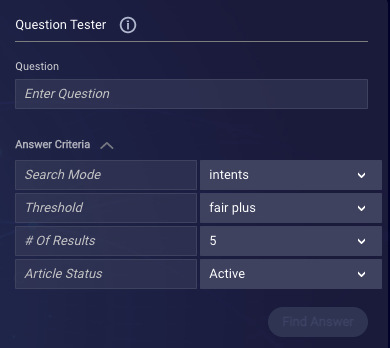 Question Tester
Question
Enter Question
Answer Criteria
Search Mode intents
Threshold fair plus
# Of Results 5
Article Status Active
Find Answer